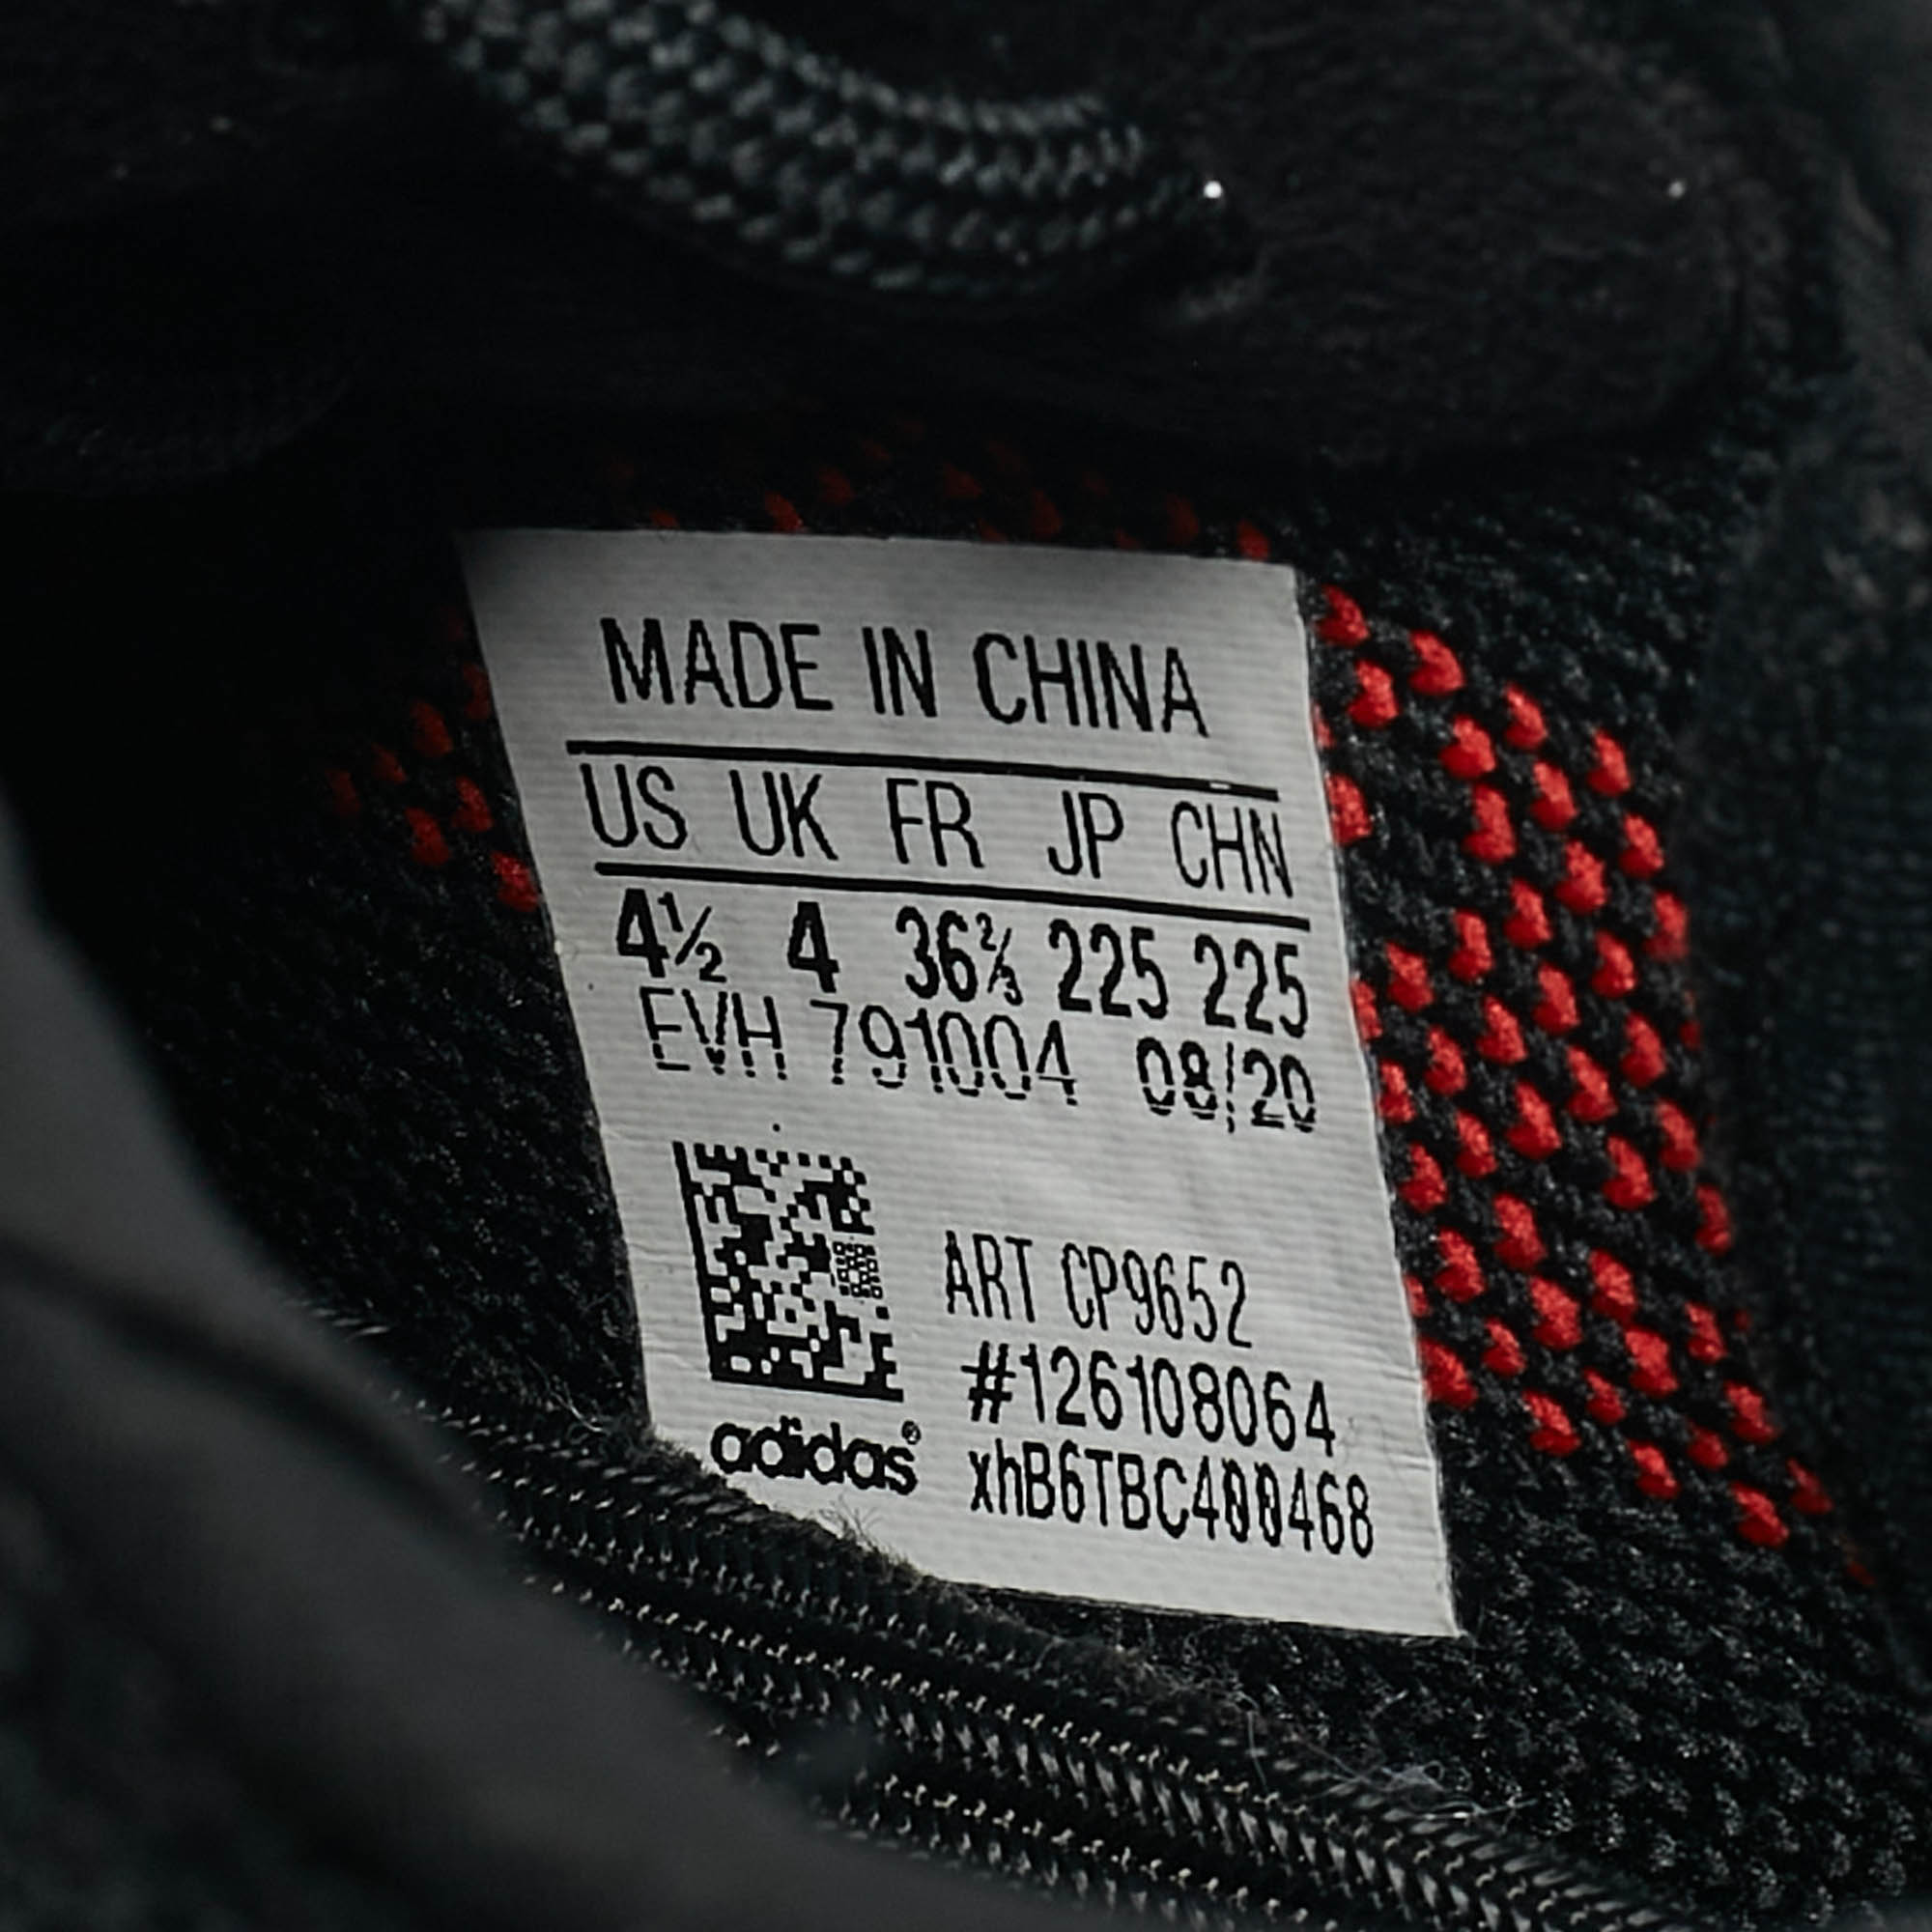 MADE IN CHINA
US UK FR JP CHN
4½ 4 36⅔ 225 225
EVH 791004 08/20
ART CP9652
#126108064
adidas® xhB6TBC400468